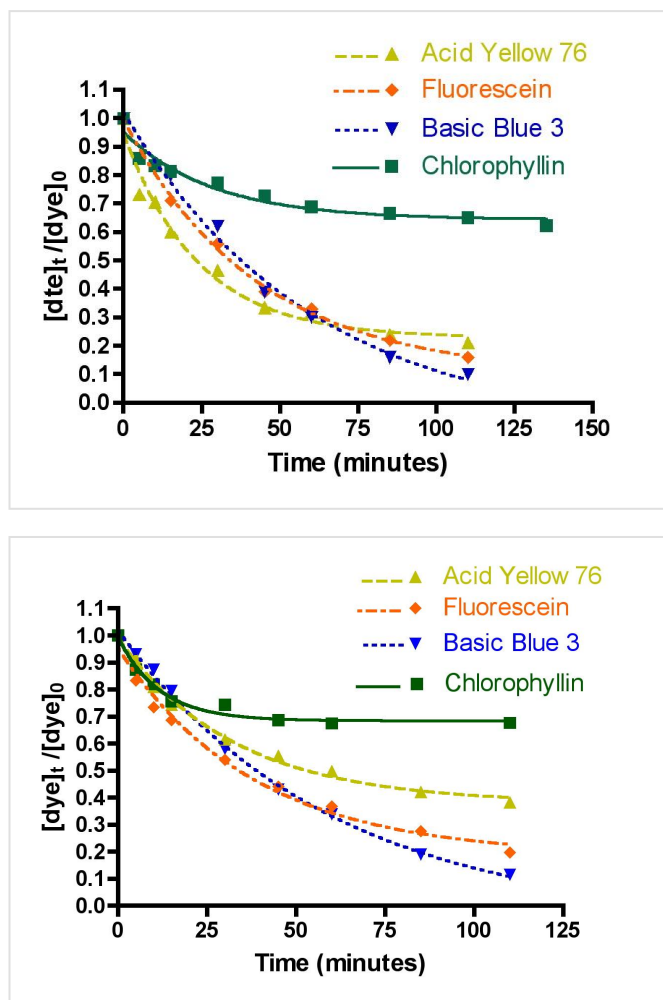 Acid Yellow 76
Fluorescein
Basic Blue 3
Chlorophyllin
1.1
1.0
0.9
0.8
0.7
0.6
0.5
0.4
0.3
0.2
0.1
0.0
[dte]t /[dye]0
0 25 50 75 100 125 150
Time (minutes)
Acid Yellow 76
Fluorescein
Basic Blue 3
Chlorophyllin
1.1
1.0
0.9
0.8
0.7
0.6
0.5
0.4
0.3
0.2
0.1
0.0
[dye]t /[dye]0
0 25 50 75 100 125
Time (minutes)